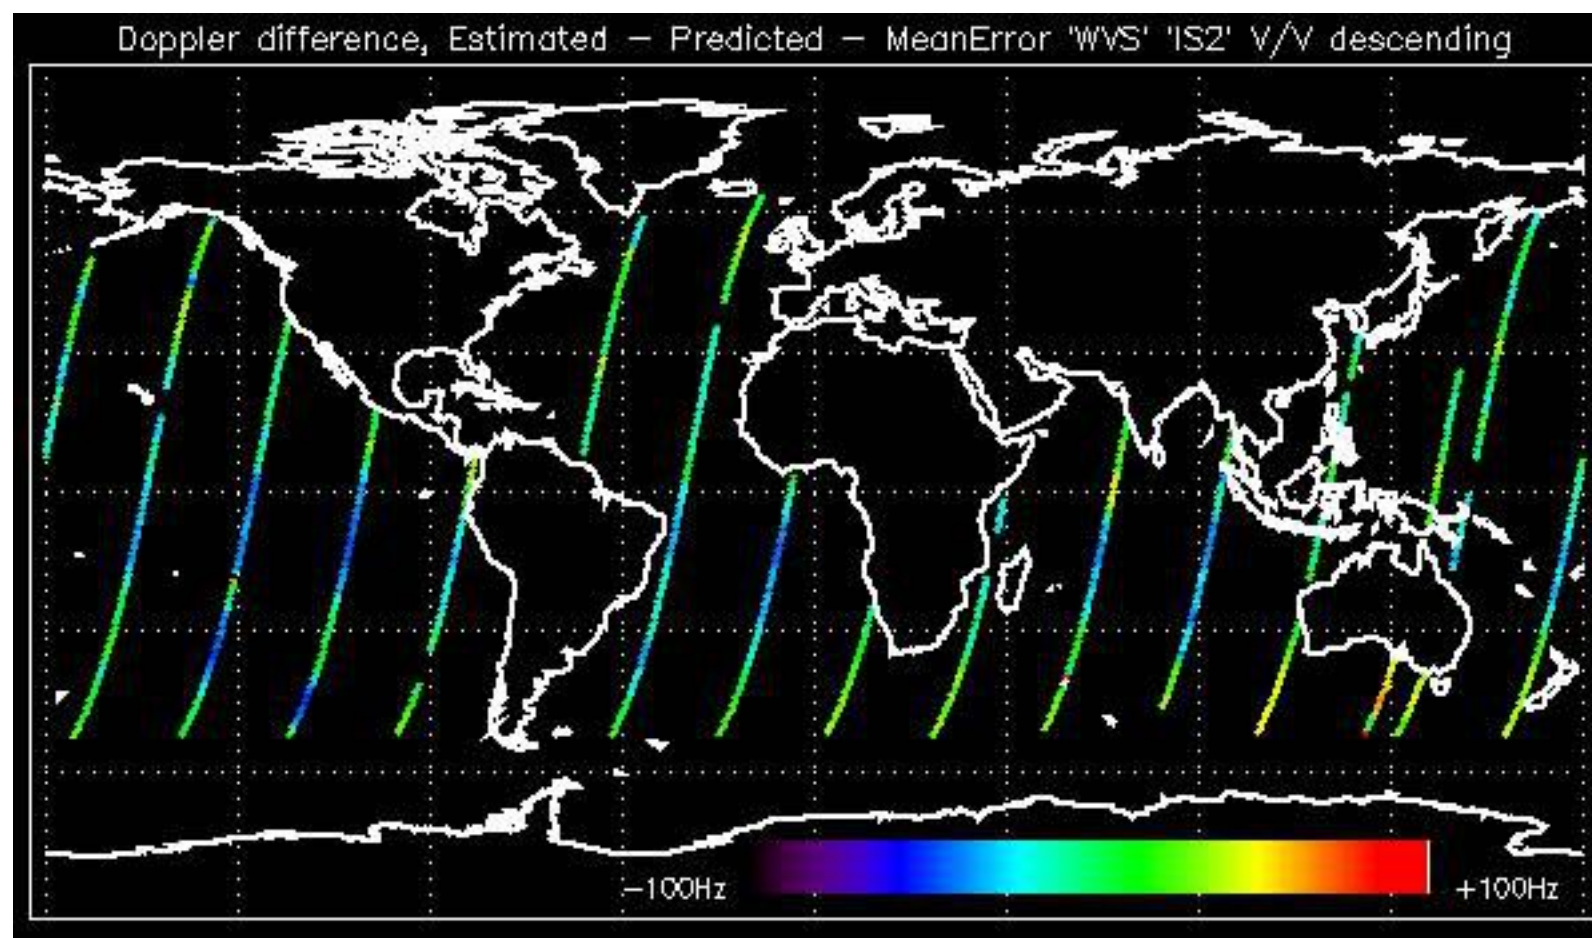 Doppler difference, Estimated − Predicted − MeanError 'WVS' 'IS2' V/V descending
−100Hz
+100Hz